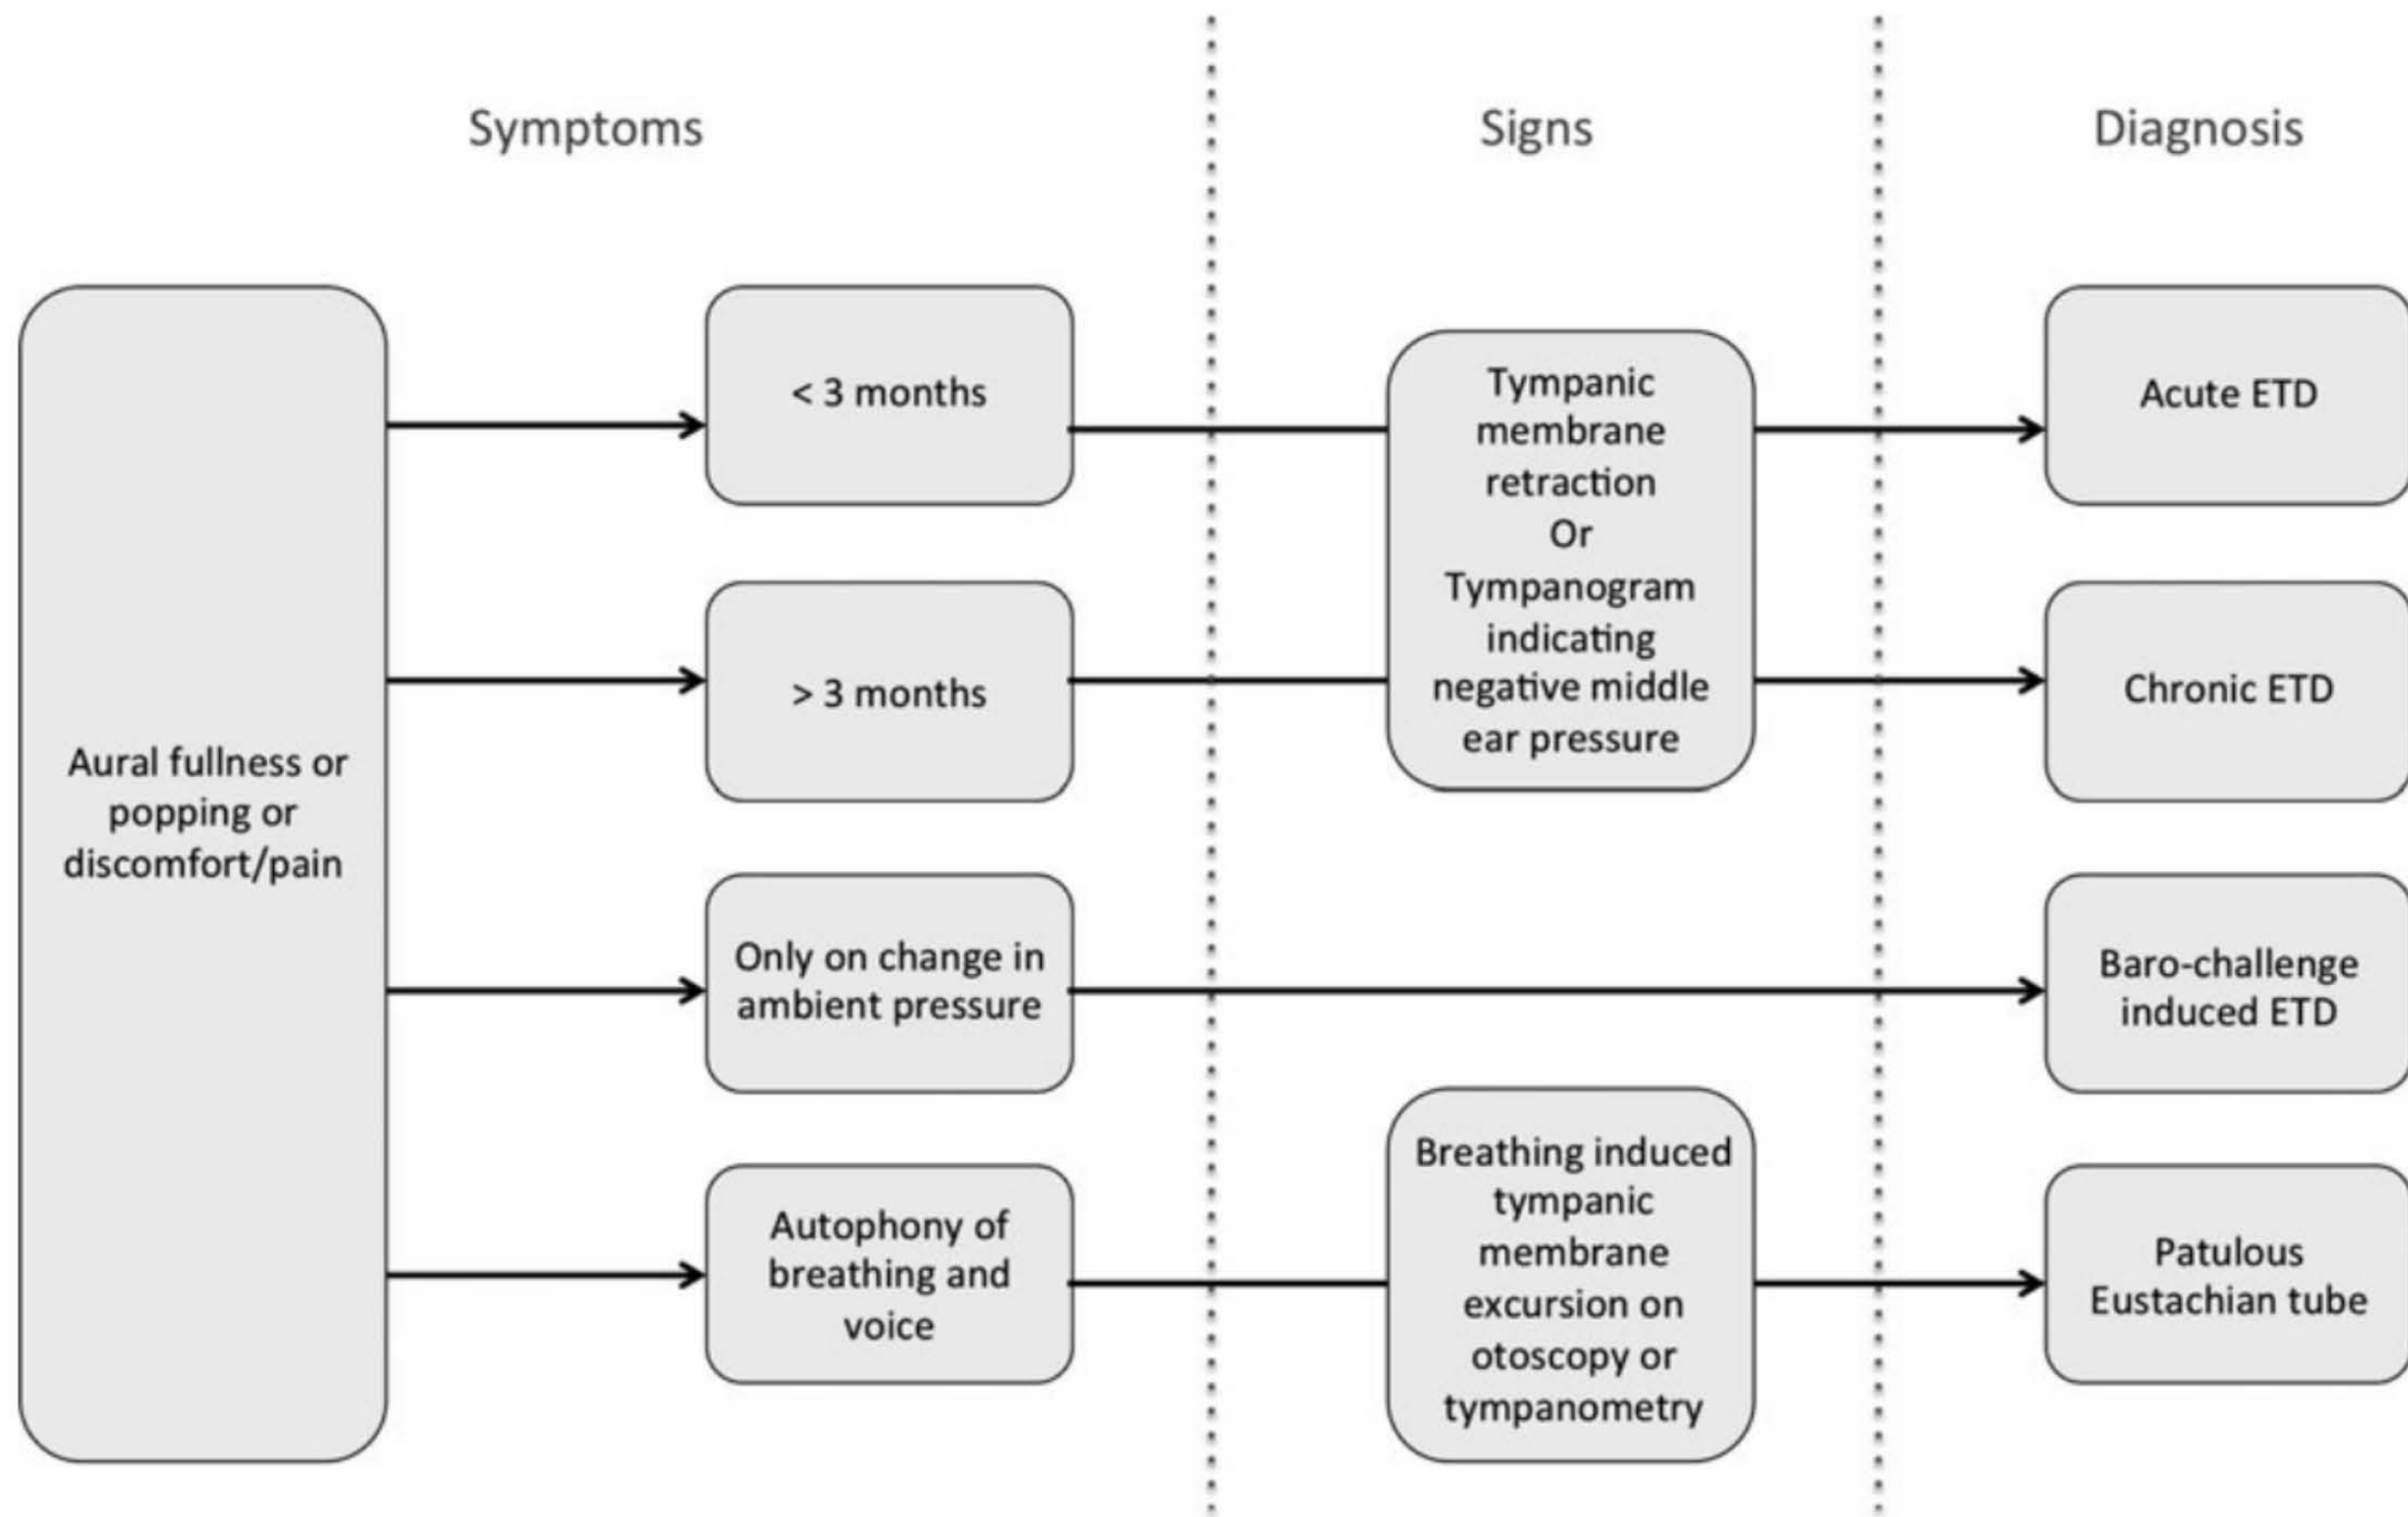 Symptoms
Signs
Diagnosis
Aural fullness or
popping or
discomfort/pain
< 3 months
> 3 months
Only on change in
ambient pressure
Autophony of
breathing and
voice
Tympanic
membrane
retraction
Or
Tympanogram
indicating
negative middle
ear pressure
Breathing induced
tympanic
membrane
excursion on
otoscopy or
tympanometry
Acute ETD
Chronic ETD
Baro-challenge
induced ETD
Patulous
Eustachian tube